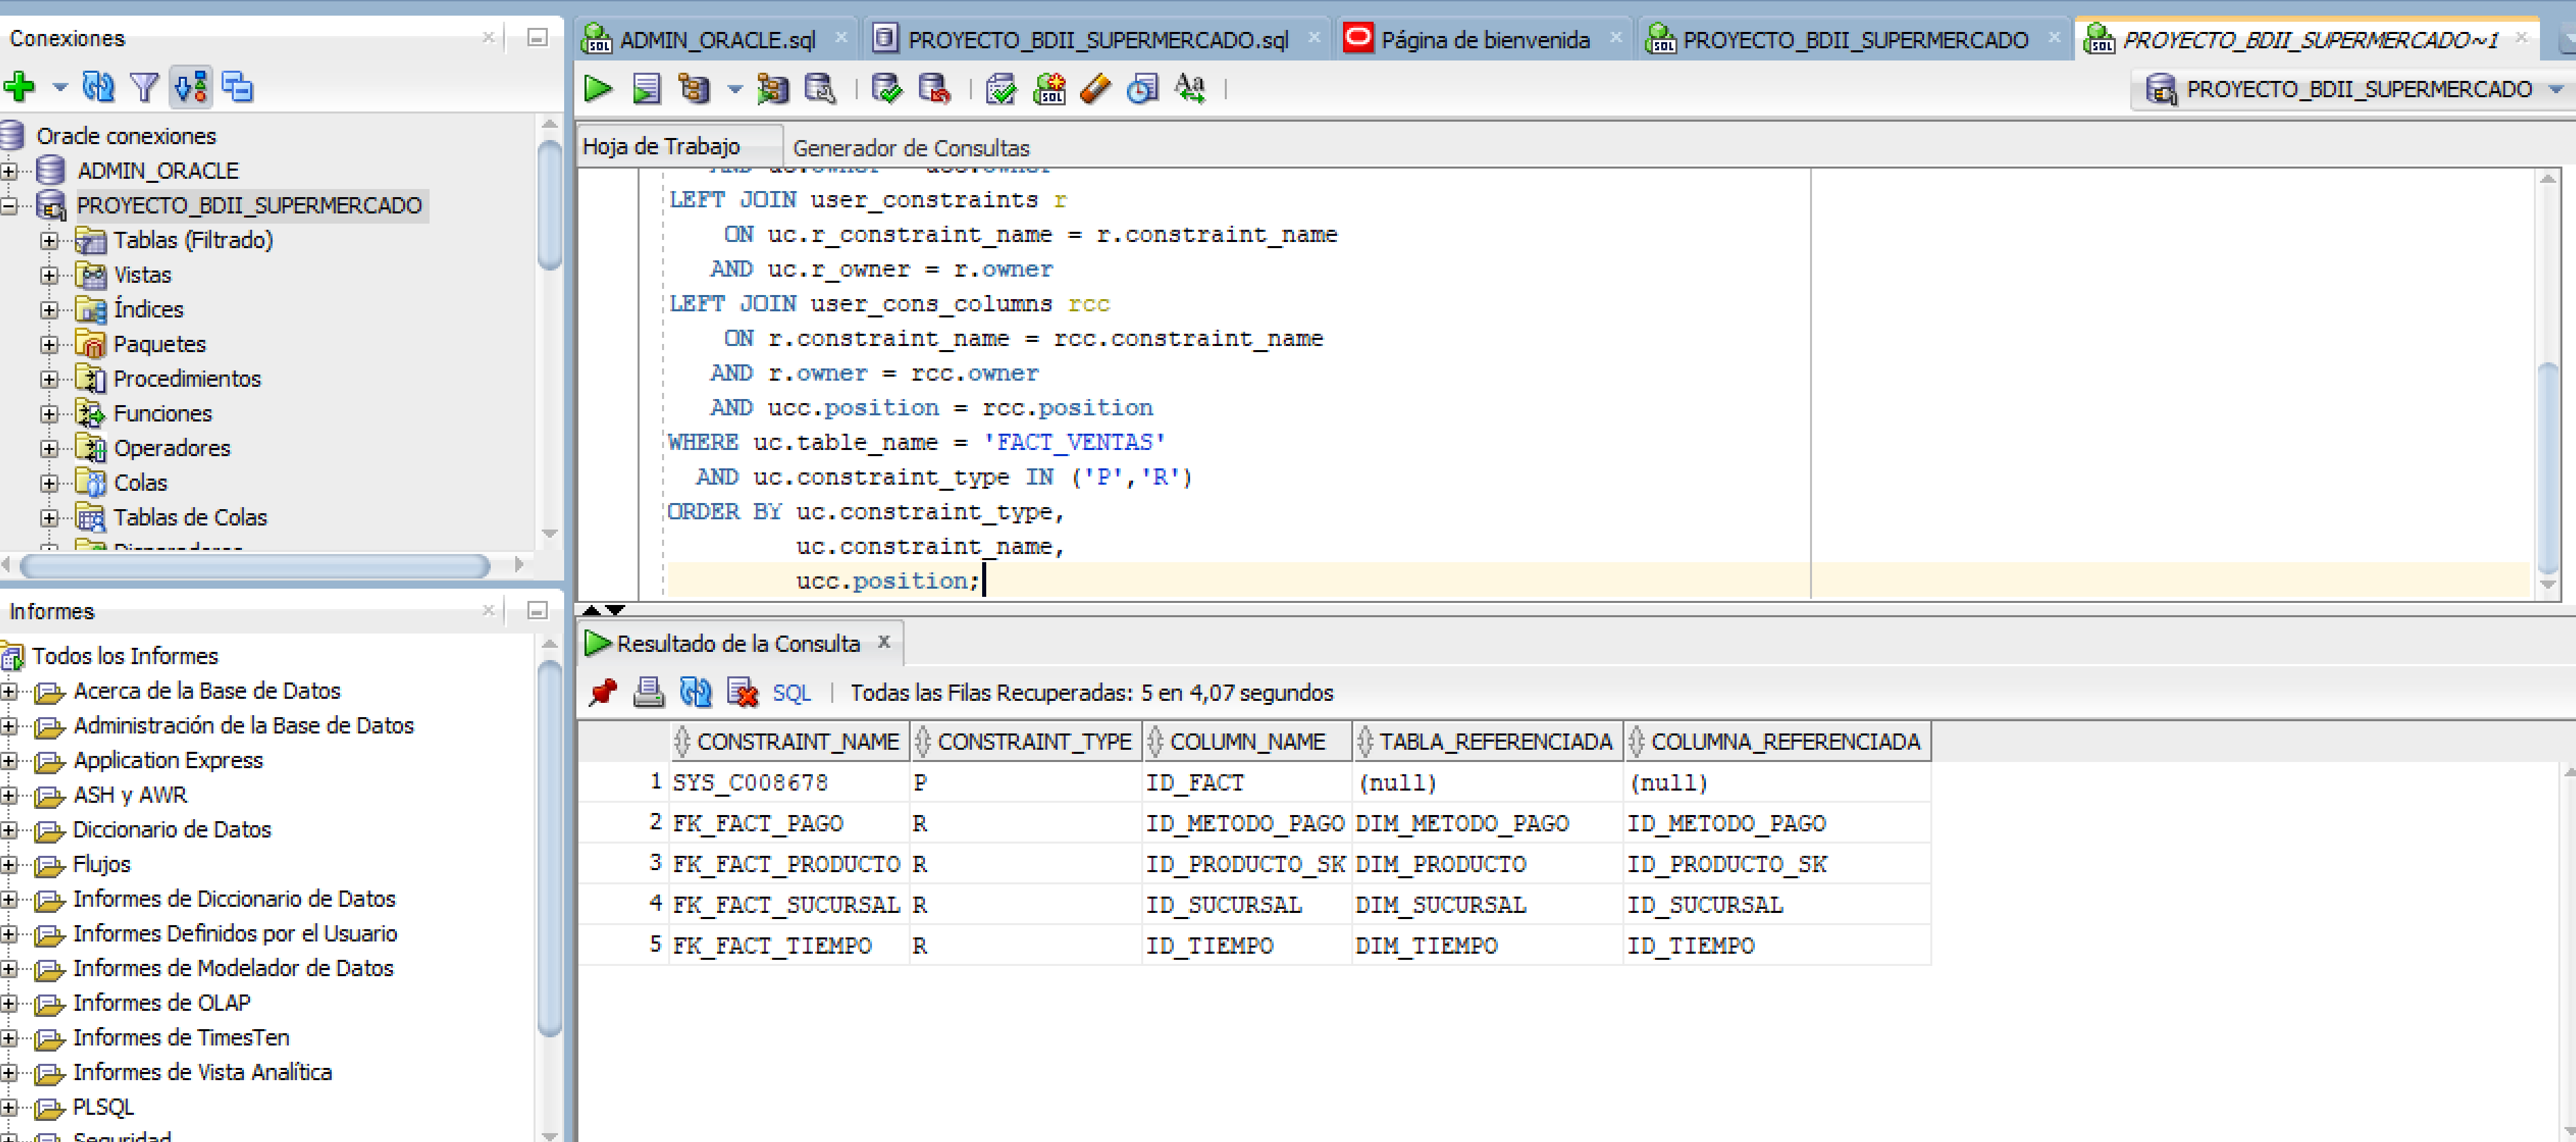 Conexiones
Oracle conexiones
ADMIN_ORACLE
PROYECTO_BDII_SUPERMERCADO
Tablas (Filtrado)
Vistas
Índices
Paquetes
Procedimientos
Funciones
Operadores
Colas
Tablas de Colas
Informes
Todos los Informes
Acerca de la Base de Datos
Administración de la Base de Datos
Application Express
ASH y AWR
Diccionario de Datos
Flujos
Informes de Diccionario de Datos
Informes Definidos por el Usuario
Informes de Modelador de Datos
Informes de OLAP
Informes de TimesTen
Informes de Vista Analítica
PLSQL
Seguridad
ADMIN_ORACLE.sql PROYECTO_BDII_SUPERMERCADO.sql Página de bienvenida PROYECTO_BDII_SUPERMERCADO PROYECTO_BDII_SUPERMERCADO~1
PROYECTO_BDII_SUPERMERCADO
Hoja de Trabajo Generador de Consultas
LEFT JOIN user_constraints r
ON uc.r_constraint_name = r.constraint_name
AND uc.r_owner = r.owner
LEFT JOIN user_cons_columns rcc
ON r.constraint_name = rcc.constraint_name
AND r.owner = rcc.owner
AND ucc.position = rcc.position
WHERE uc.table_name = 'FACT_VENTAS'
AND uc.constraint_type IN ('P','R')
ORDER BY uc.constraint_type,
uc.constraint_name,
ucc.position;
Resultado de la Consulta
SQL | Todas las Filas Recuperadas: 5 en 4,07 segundos
CONSTRAINT_NAME CONSTRAINT_TYPE COLUMN_NAME TABLA_REFERENCIADA COLUMNA_REFERENCIADA
1 SYS_C008678 P ID_FACT (null) (null)
2 FK_FACT_PAGO R ID_METODO_PAGO DIM_METODO_PAGO ID_METODO_PAGO
3 FK_FACT_PRODUCTO R ID_PRODUCTO_SK DIM_PRODUCTO ID_PRODUCTO_SK
4 FK_FACT_SUCURSAL R ID_SUCURSAL DIM_SUCURSAL ID_SUCURSAL
5 FK_FACT_TIEMPO R ID_TIEMPO DIM_TIEMPO ID_TIEMPO